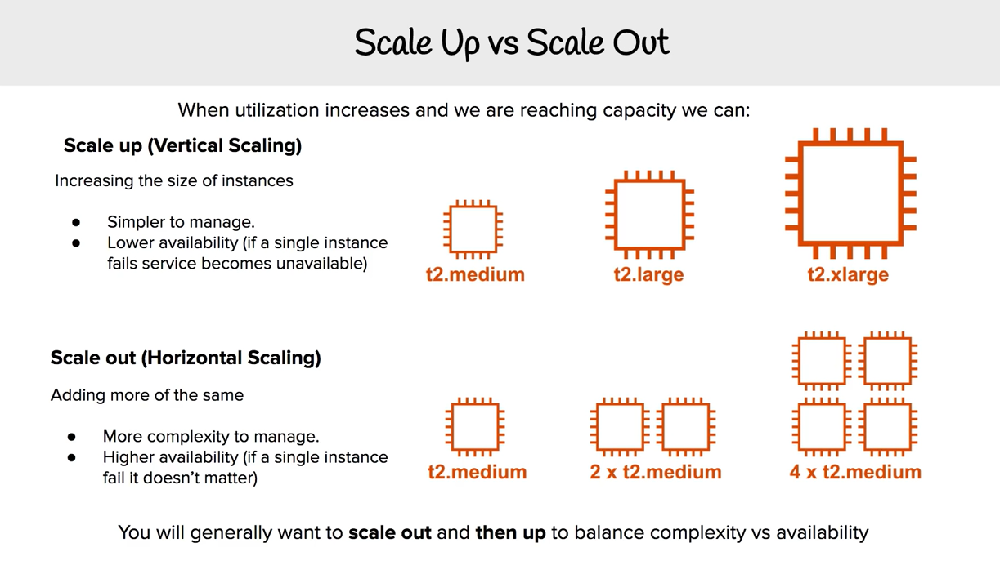 Scale Up vs Scale Out
When utilization increases and we are reaching capacity we can:
Scale up (Vertical Scaling)
Increasing the size of instances
● Simpler to manage.
● Lower availability (if a single instance
fails service becomes unavailable)
t2.medium
t2.large
t2.xlarge
Scale out (Horizontal Scaling)
Adding more of the same
● More complexity to manage.
● Higher availability (if a single instance
fail it doesn’t matter)
t2.medium
2 x t2.medium
4 x t2.medium
You will generally want to scale out and then up to balance complexity vs availability